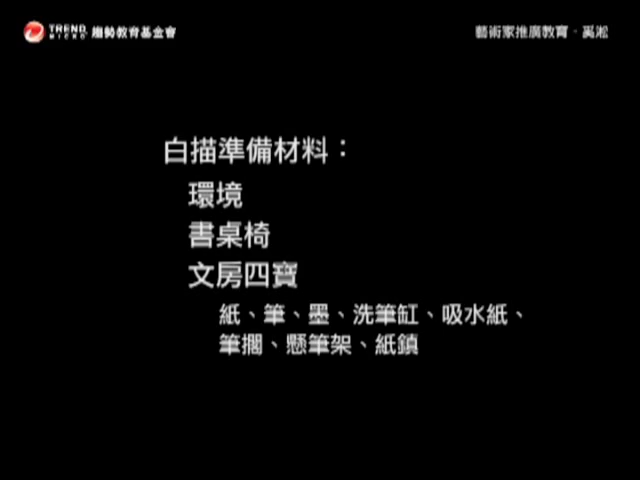 TREND MICRO 趨勢教育基金會
藝術家推廣教育・奚淞
白描準備材料：
環境
書桌椅
文房四寶
紙、筆、墨、洗筆缸、吸水紙、
筆擱、懸筆架、紙鎮